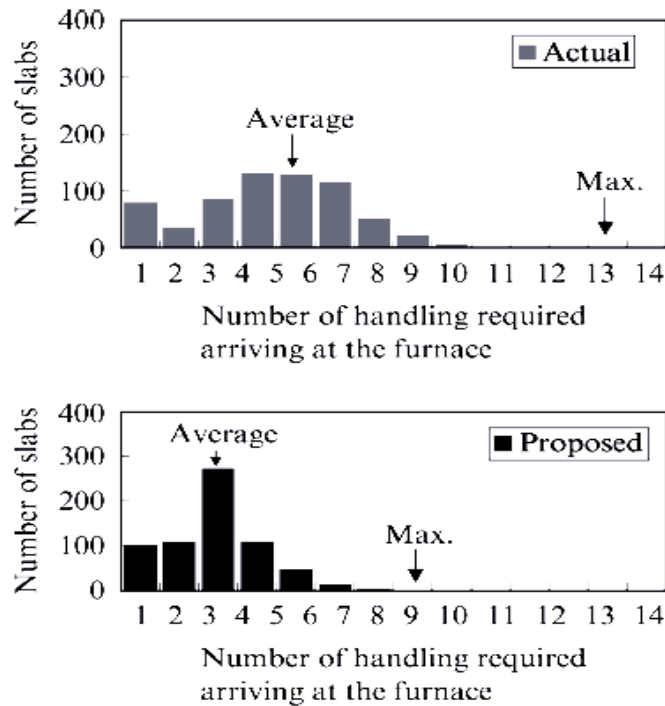 400
Actual
300
Average
200
Max.
100
0
Number of slabs
1 2 3 4 5 6 7 8 9 10 11 12 13 14
Number of handling required
arriving at the furnace
400
Average
Proposed
300
200
Max.
100
0
Number of slabs
1 2 3 4 5 6 7 8 9 10 11 12 13 14
Number of handling required
arriving at the furnace